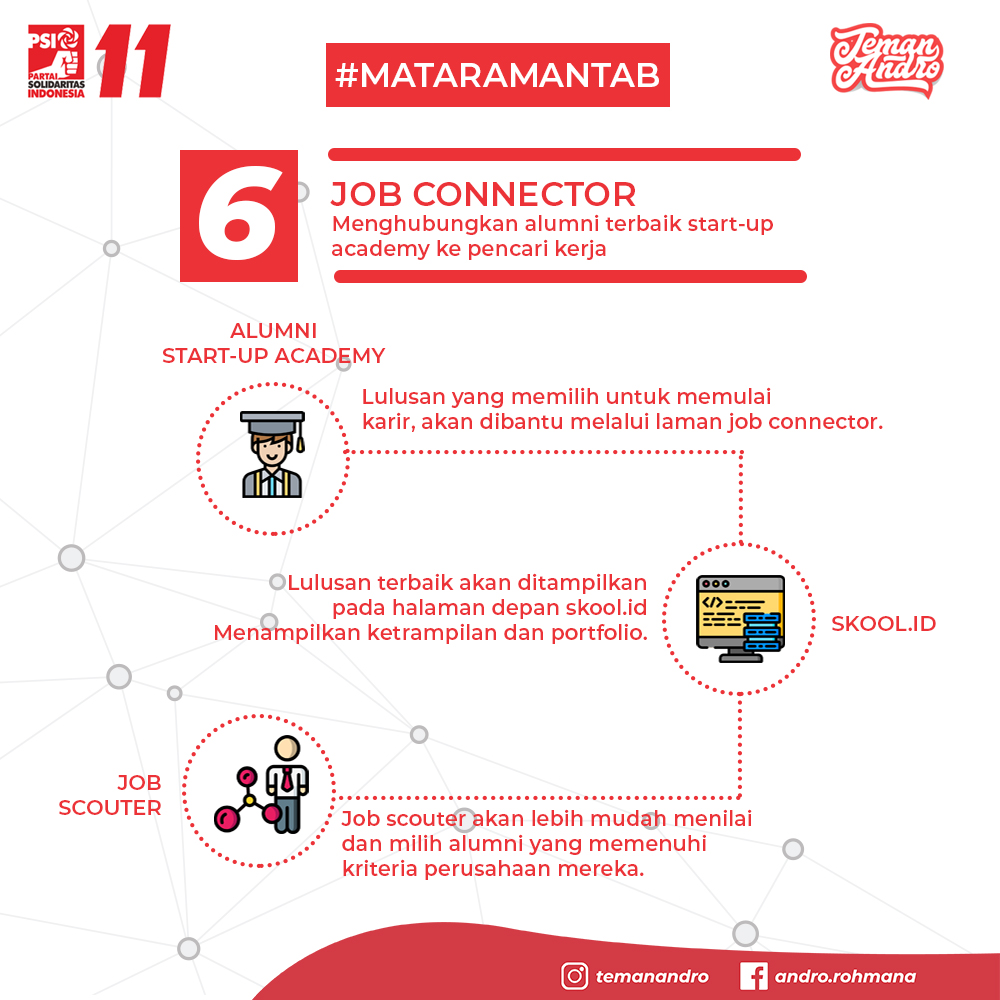 PSI
PARTAI
SOLIDARITAS
INDONESIA
11
#MATARAMANTAB
Teman
Andro
6
JOB CONNECTOR
Menghubungkan alumni terbaik start-up
academy ke pencari kerja
ALUMNI
START-UP ACADEMY
Lulusan yang memilih untuk memulai
karir, akan dibantu melalui laman job connector.
Lulusan terbaik akan ditampilkan
pada halaman depan skool.id
Menampilkan ketrampilan dan portfolio.
</>
SKOOL.ID
JOB
SCOUTER
Job scouter akan lebih mudah menilai
dan milih alumni yang memenuhi
kriteria perusahaan mereka.
temanandro
andro.rohmana